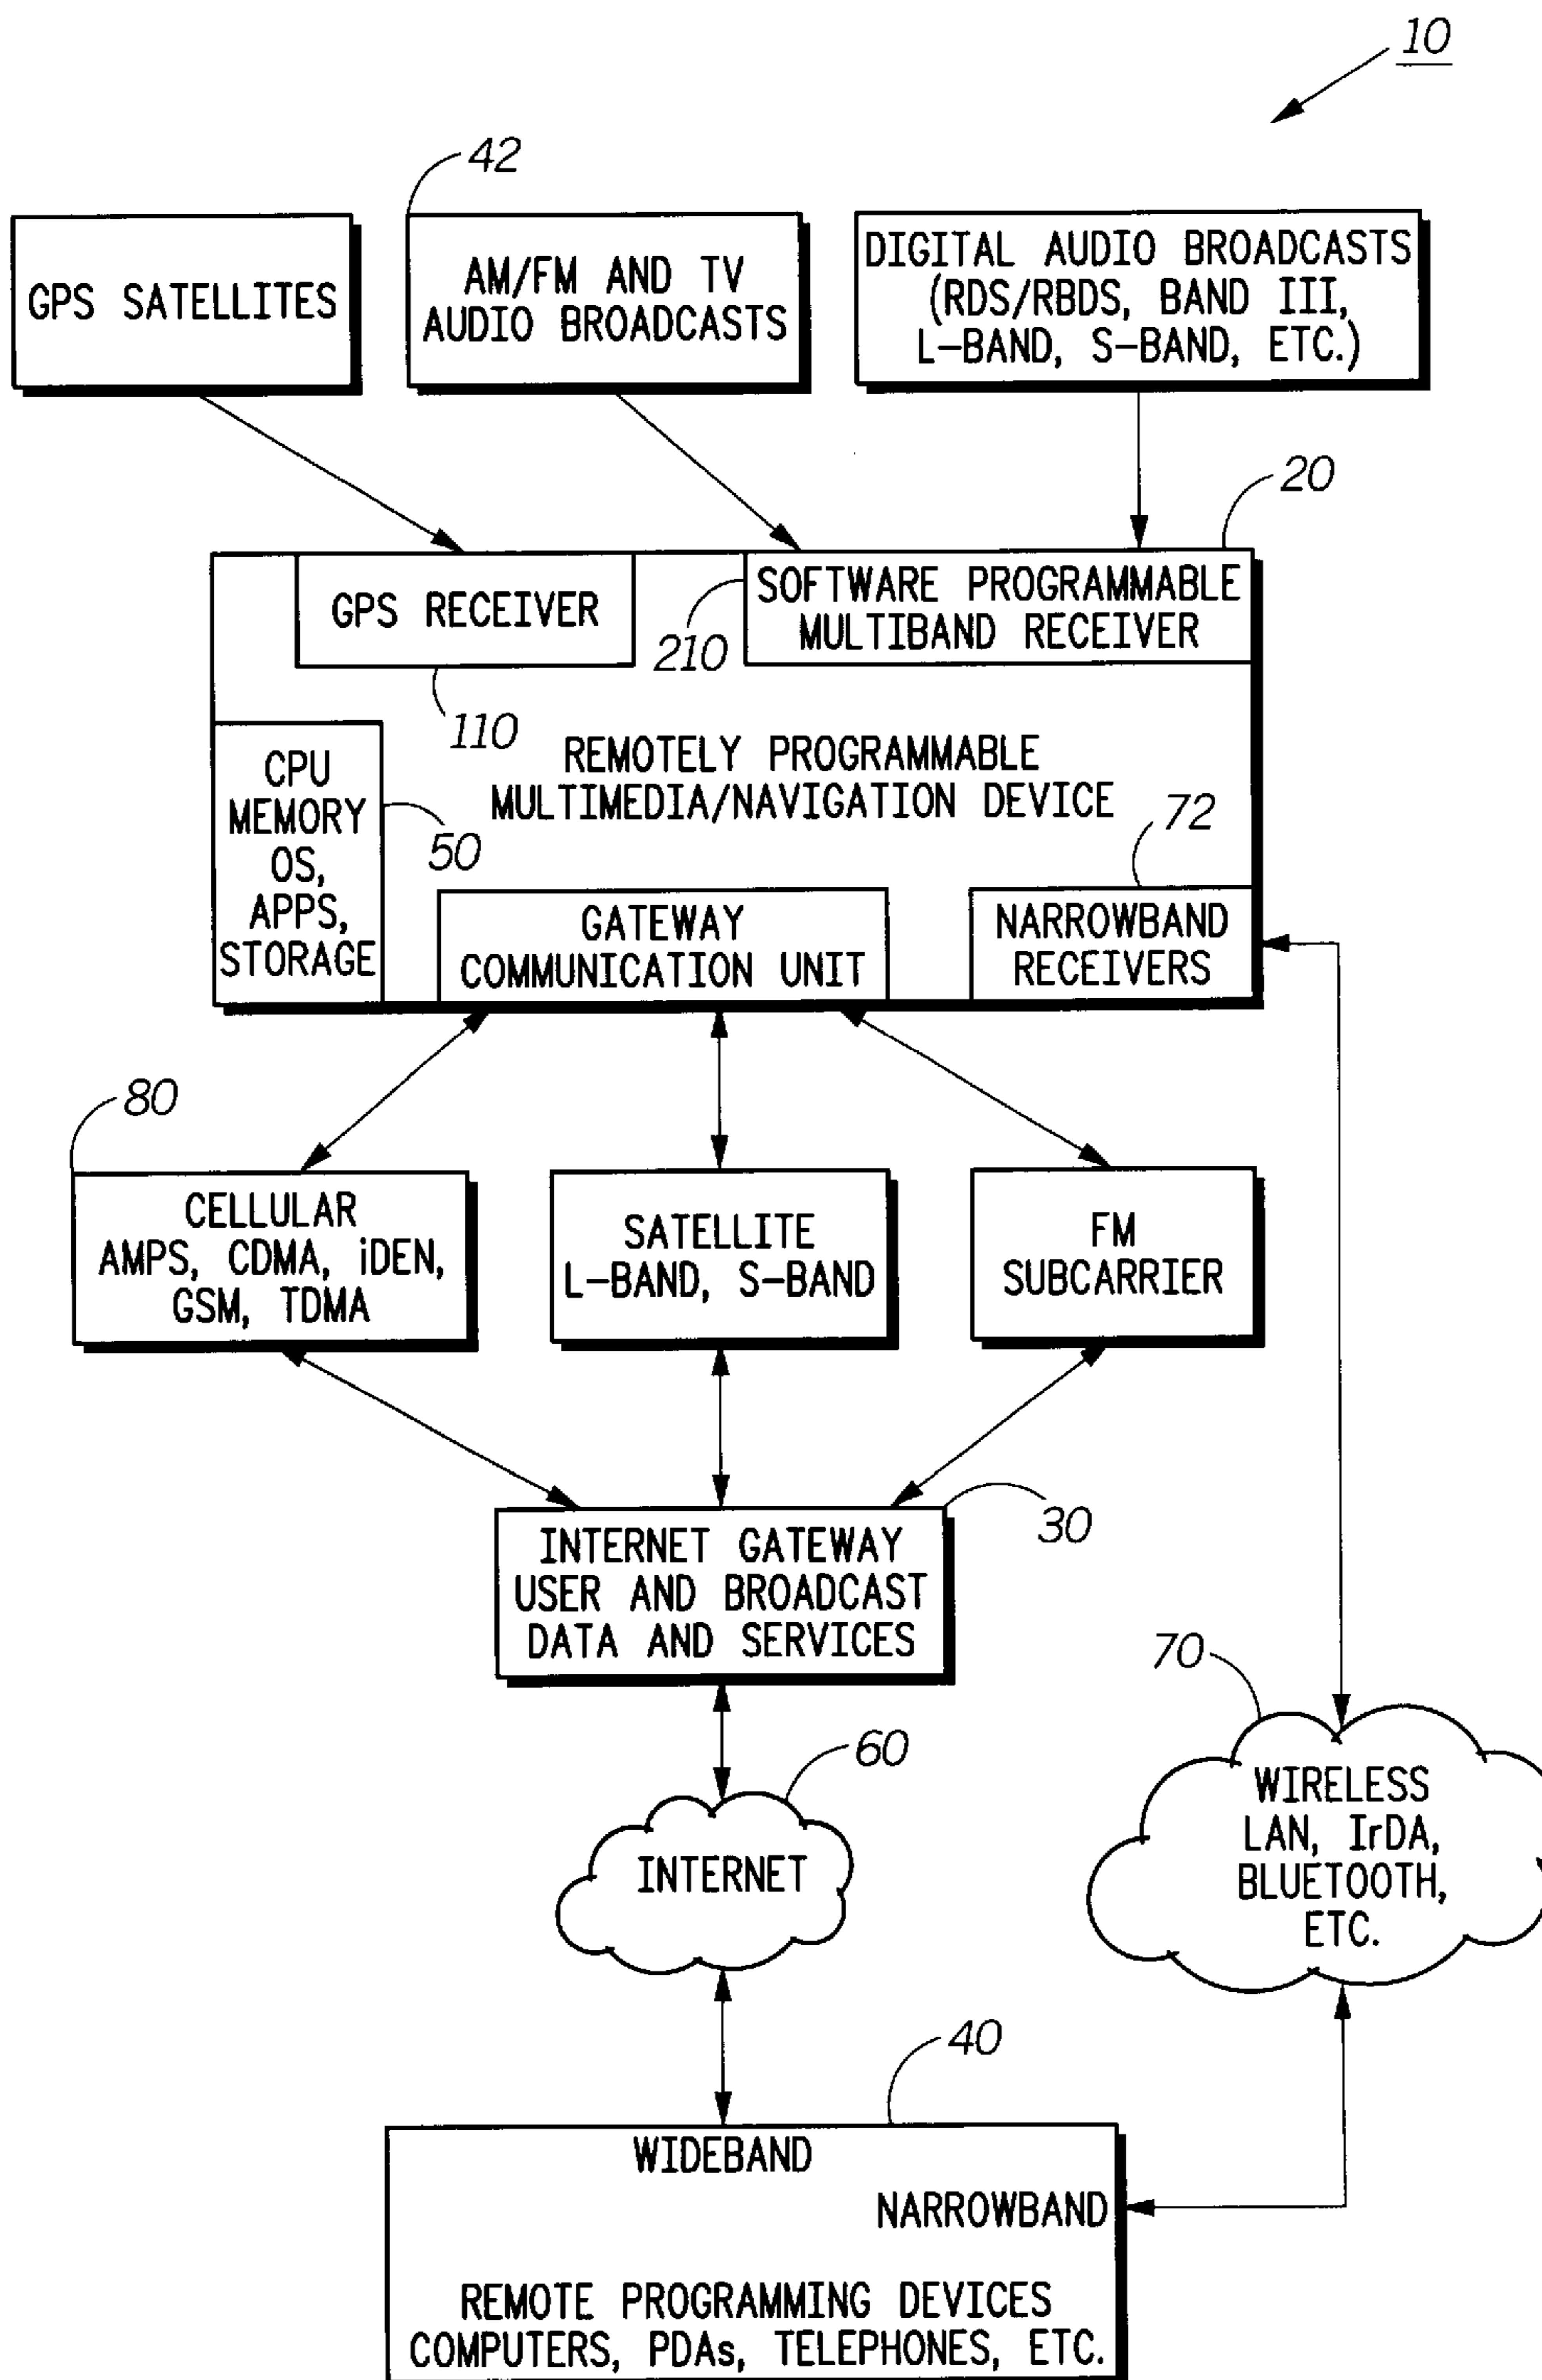 10
42
GPS SATELLITES
AM/FM AND TV
AUDIO BROADCASTS
DIGITAL AUDIO BROADCASTS
(RDS/RBDS, BAND III,
L-BAND, S-BAND, ETC.)
20
GPS RECEIVER
110
210
SOFTWARE PROGRAMMABLE
MULTIBAND RECEIVER
REMOTELY PROGRAMMABLE
MULTIMEDIA/NAVIGATION DEVICE
CPU
MEMORY
OS,
APPS,
STORAGE
50
72
GATEWAY
COMMUNICATION UNIT
NARROWBAND
RECEIVERS
80
CELLULAR
AMPS, CDMA, iDEN,
GSM, TDMA
SATELLITE
L-BAND, S-BAND
FM
SUBCARRIER
30
INTERNET GATEWAY
USER AND BROADCAST
DATA AND SERVICES
60
INTERNET
70
WIRELESS
LAN, IrDA,
BLUETOOTH,
ETC.
40
WIDEBAND
NARROWBAND
REMOTE PROGRAMMING DEVICES
COMPUTERS, PDAs, TELEPHONES, ETC.